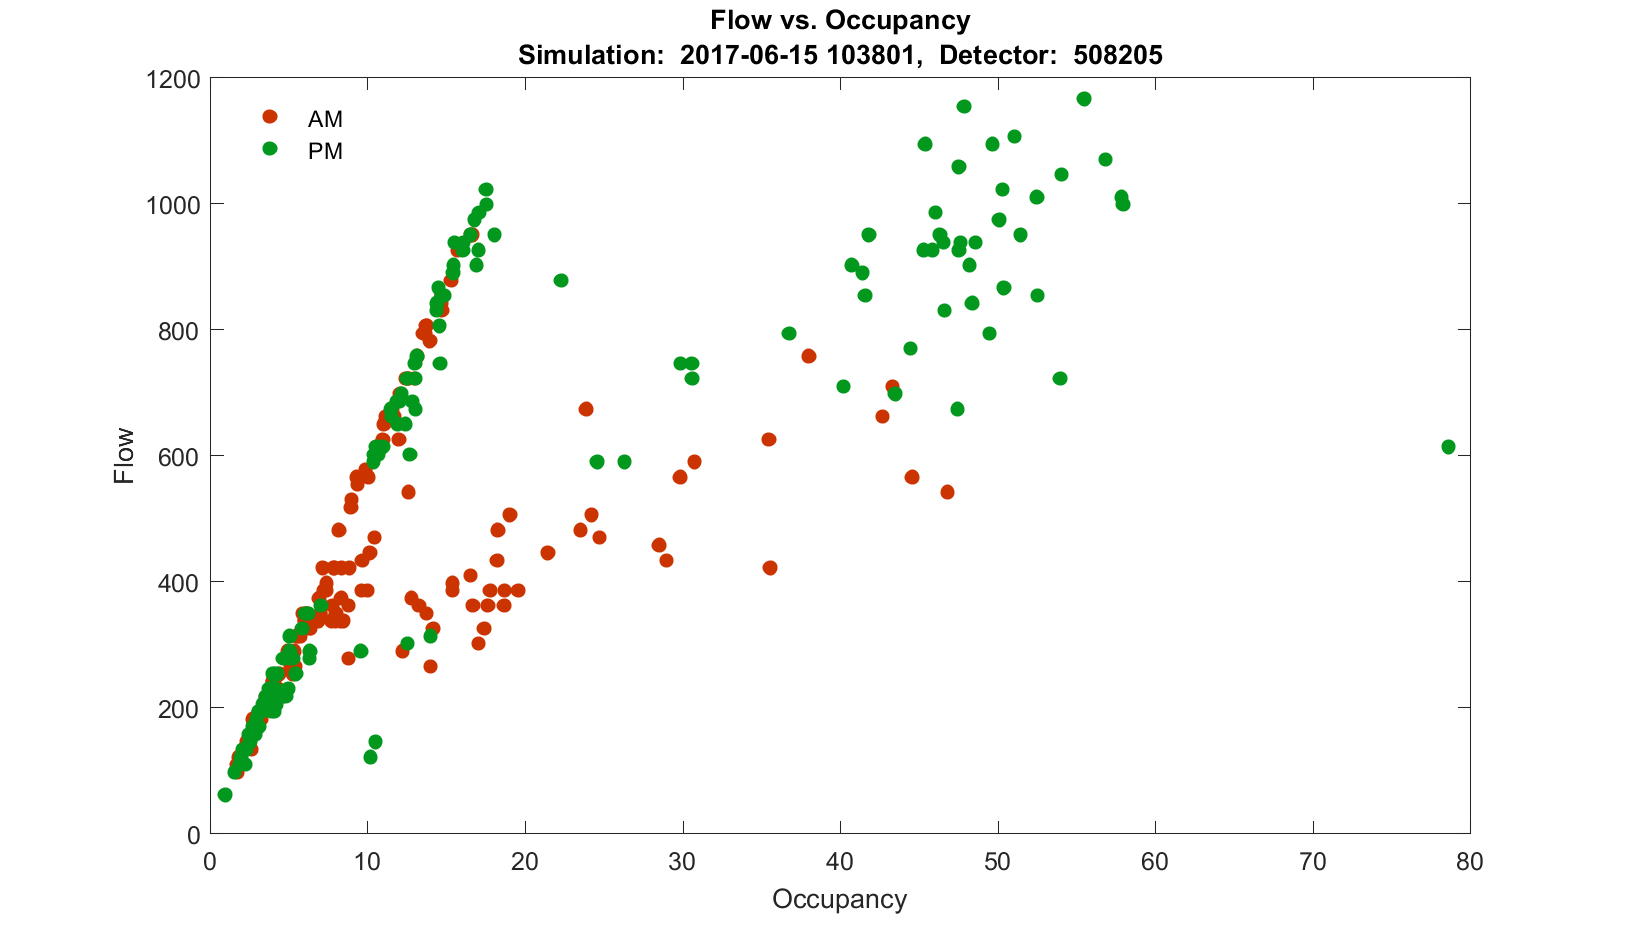 Flow vs. Occupancy
Simulation:  2017-06-15 103801,  Detector:  508205
1200
AM
PM
1000
800
600
400
200
0
Flow
0 10 20 30 40 50 60 70 80
Occupancy